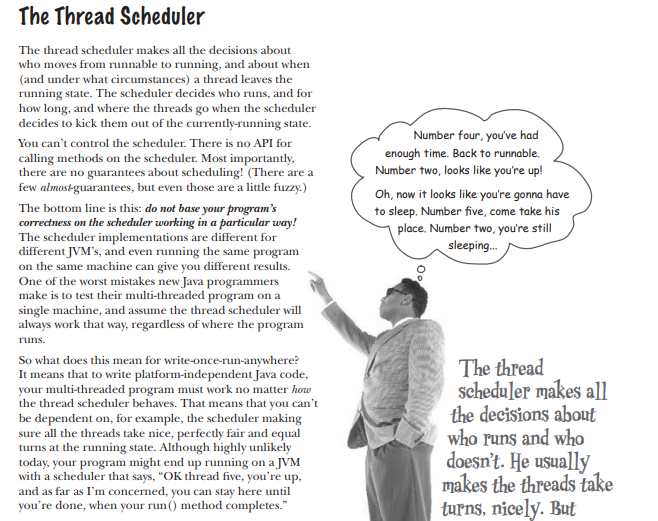 The Thread Scheduler
The thread scheduler makes all the decisions about
who moves from runnable to running, and about when
(and under what circumstances) a thread leaves the
running state. The scheduler decides who runs, and for
how long, and where the threads go when the scheduler
decides to kick them out of the currently-running state.
You can't control the scheduler. There is no API for
calling methods on the scheduler. Most importantly,
there are no guarantees about scheduling! (There are a
few almost-guarantees, but even those are a little fuzzy.)
The bottom line is this: do not base your program's
correctness on the scheduler working in a particular way!
The scheduler implementations are different for
different JVM's, and even running the same program
on the same machine can give you different results.
One of the worst mistakes new Java programmers
make is to test their multi-threaded program on a
single machine, and assume the thread scheduler will
always work that way, regardless of where the program
runs.
So what does this mean for write-once-run-anywhere?
It means that to write platform-independent Java code,
your multi-threaded program must work no matter how
the thread scheduler behaves. That means that you can't
be dependent on, for example, the scheduler making
sure all the threads take nice, perfectly fair and equal
turns at the running state. Although highly unlikely
today, your program might end up running on a JVM
with a scheduler that says, "OK thread five, you're up,
and as far as I'm concerned, you can stay here until
you're done, when your run() method completes."
Number four, you've had
enough time. Back to runnable.
Number two, looks like you're up!
Oh, now it looks like you're gonna have
to sleep. Number five, come take his
place. Number two, you're still
sleeping...
The thread
scheduler makes all
the decisions about
who runs and who
doesn't. He usually
makes the threads take
turns, nicely. But